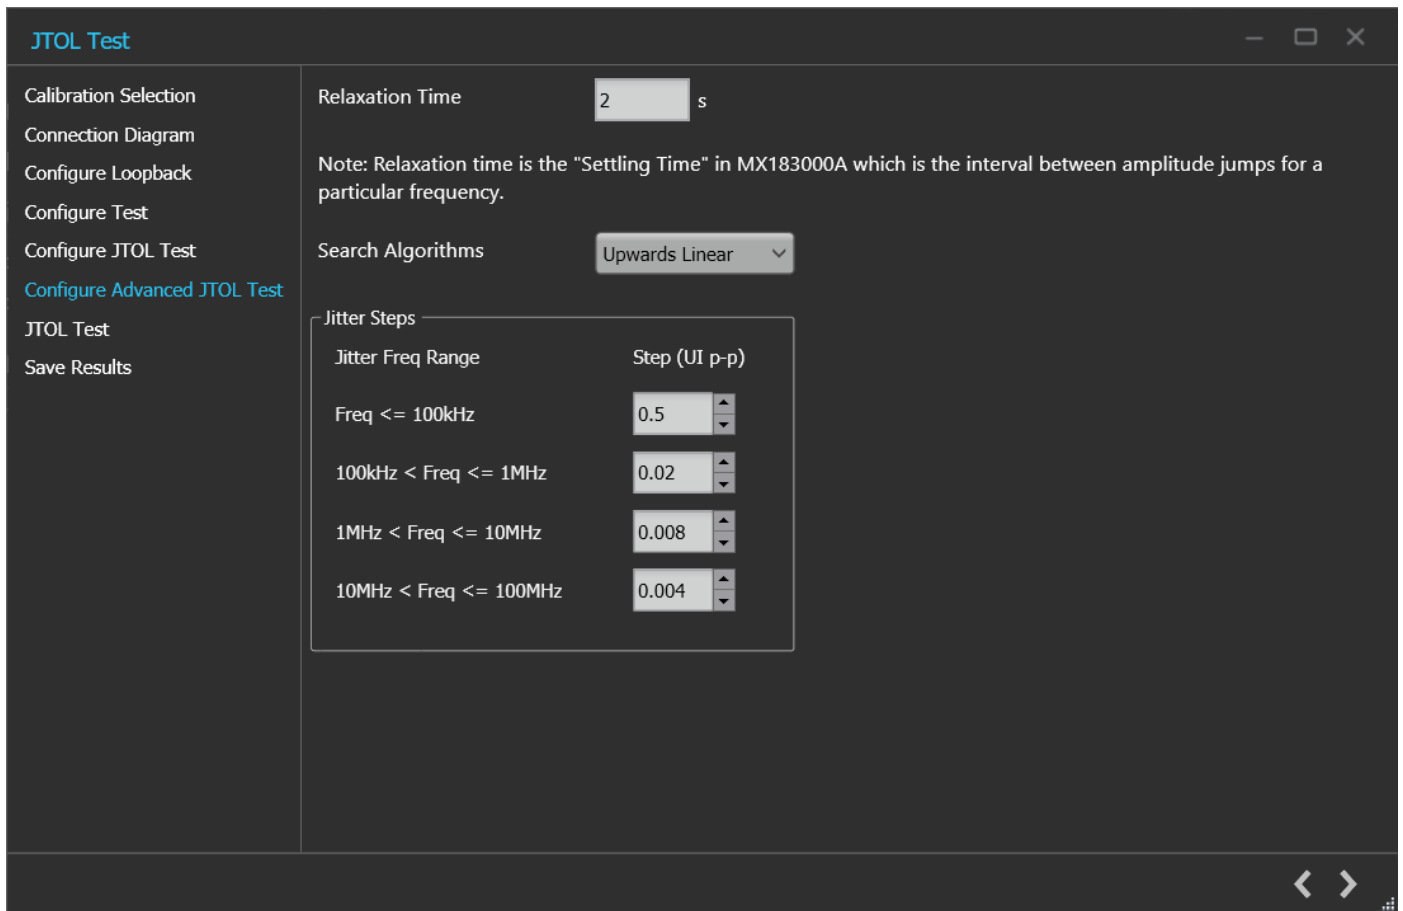 JTOL Test
Calibration Selection
Connection Diagram
Configure Loopback
Configure Test
Configure JTOL Test
Configure Advanced JTOL Test
JTOL Test
Save Results
Relaxation Time 2 s
Note: Relaxation time is the "Settling Time" in MX183000A which is the interval between amplitude jumps for a
particular frequency.
Search Algorithms Upwards Linear
Jitter Steps
Jitter Freq Range Step (UI p-p)
Freq <= 100kHz 0.5
100kHz < Freq <= 1MHz 0.02
1MHz < Freq <= 10MHz 0.008
10MHz < Freq <= 100MHz 0.004